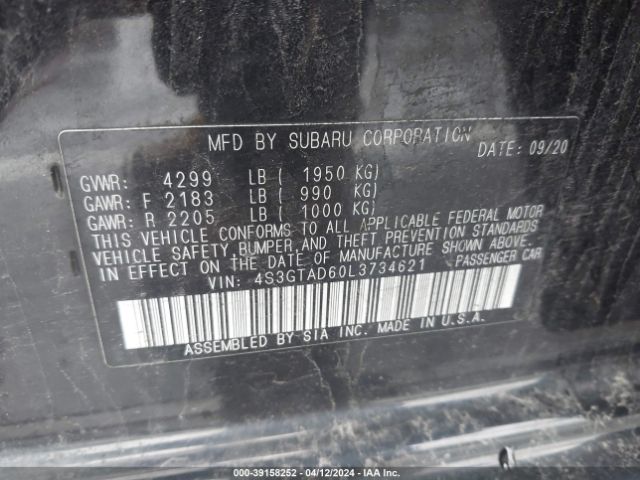 MFD BY SUBARU CORPORATION DATE: 09/20
GVWR: 4299 LB ( 1950 KG)
GAWR: F 2183 LB ( 990 KG)
GAWR: R 2205 LB ( 1000 KG)
THIS VEHICLE CONFORMS TO ALL APPLICABLE FEDERAL MOTOR
VEHICLE SAFETY, BUMPER, AND THEFT PREVENTION STANDARDS
IN EFFECT ON THE DATE OF MANUFACTURE SHOWN ABOVE.
VIN: 4S3GTAD60L3734621 PASSENGER CAR
ASSEMBLED BY SIA INC. MADE IN U.S.A.
000-39158252 - 04/12/2024 - IAA Inc.